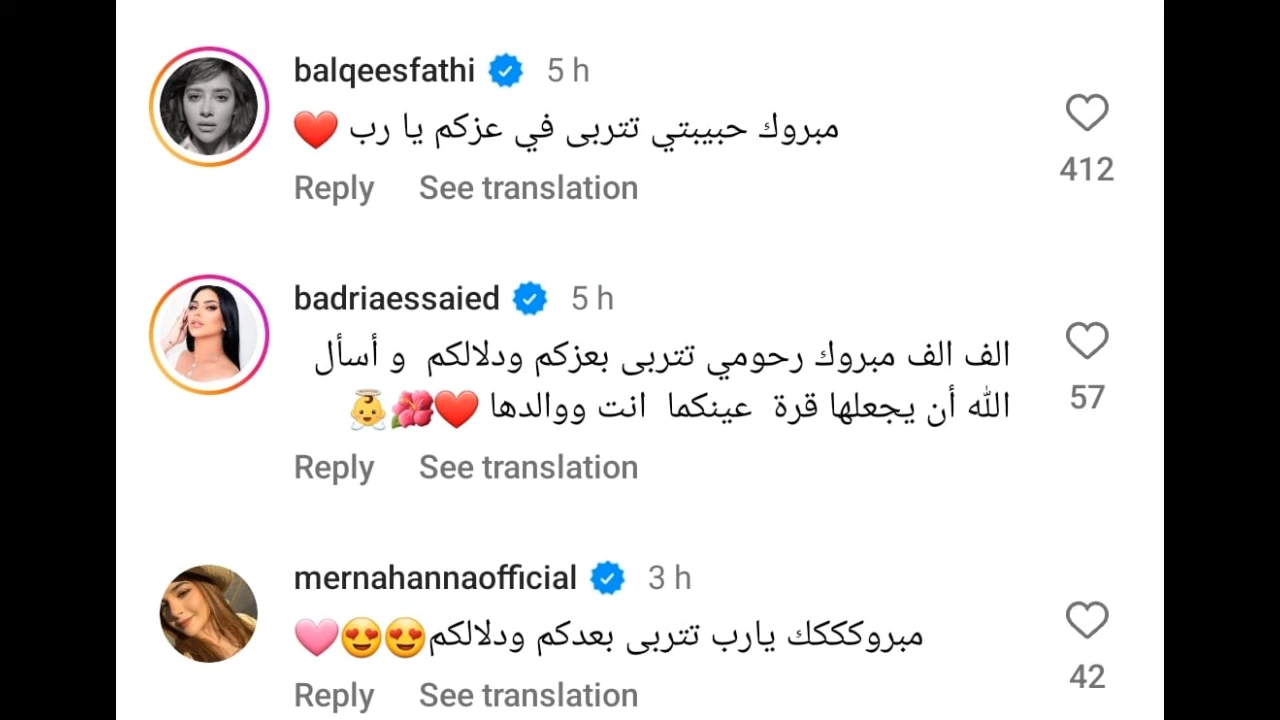 balqeesfathi 5 h
مبروك حبيبتي تتربى في عزكم يا رب ❤️
412
Reply See translation
badriaessaied 5 h
الف الف مبروك رحومي تتربى بعزكم ودلالكم و أسأل
الله أن يجعلها قرة عينكما انت ووالدها ❤️🌺👼
57
Reply See translation
mernahannaofficial 3 h
مبروكككك يارب تتربى بعدكم ودلالكم😍😍🩷
42
Reply See translation